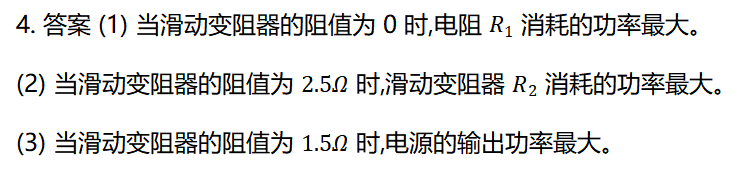 4. 答案 (1) 当滑动变阻器的阻值为 0 时,电阻 R₁ 消耗的功率最大。
(2) 当滑动变阻器的阻值为 2.5Ω 时,滑动变阻器 R₂ 消耗的功率最大。
(3) 当滑动变阻器的阻值为 1.5Ω 时,电源的输出功率最大。